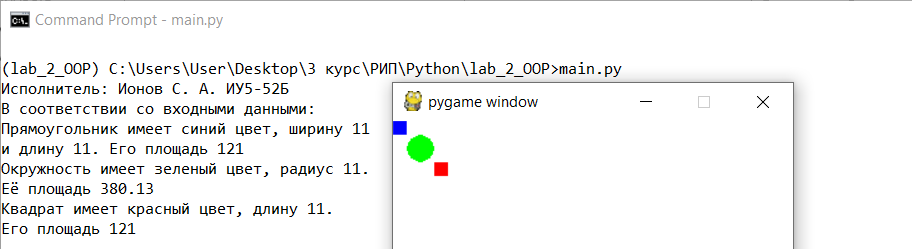 Command Prompt - main.py
(lab_2_OOP) C:\Users\User\Desktop\3 курс\РИП\Python\lab_2_OOP>main.py
Исполнитель: Ионов С. А. ИУ5-52Б
В соответствии со входными данными:
Прямоугольник имеет синий цвет, ширину 11
и длину 11. Его площадь 121
Окружность имеет зеленый цвет, радиус 11.
Её площадь 380.13
Квадрат имеет красный цвет, длину 11.
Его площадь 121
pygame window